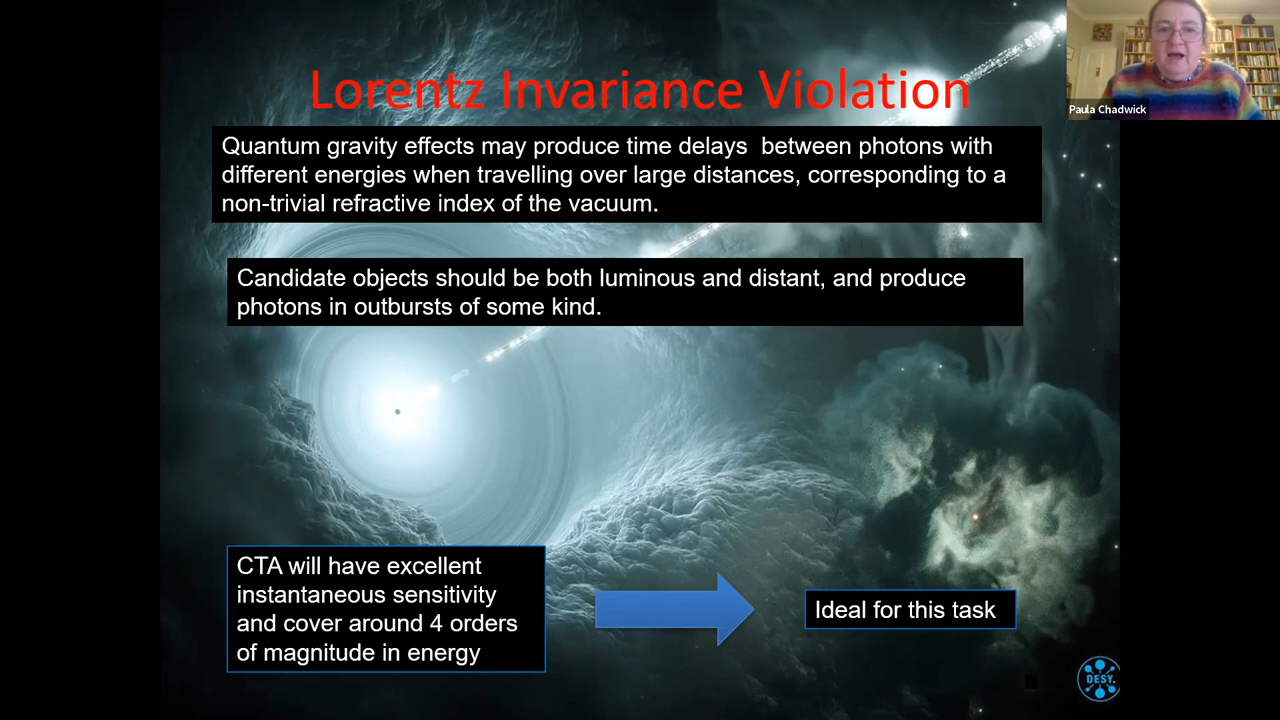 Lorentz Invariance Violation
Paula Chadwick
Quantum gravity effects may produce time delays  between photons with
different energies when travelling over large distances, corresponding to a
non-trivial refractive index of the vacuum.
Candidate objects should be both luminous and distant, and produce
photons in outbursts of some kind.
CTA will have excellent
instantaneous sensitivity
and cover around 4 orders
of magnitude in energy
Ideal for this task
DESY.